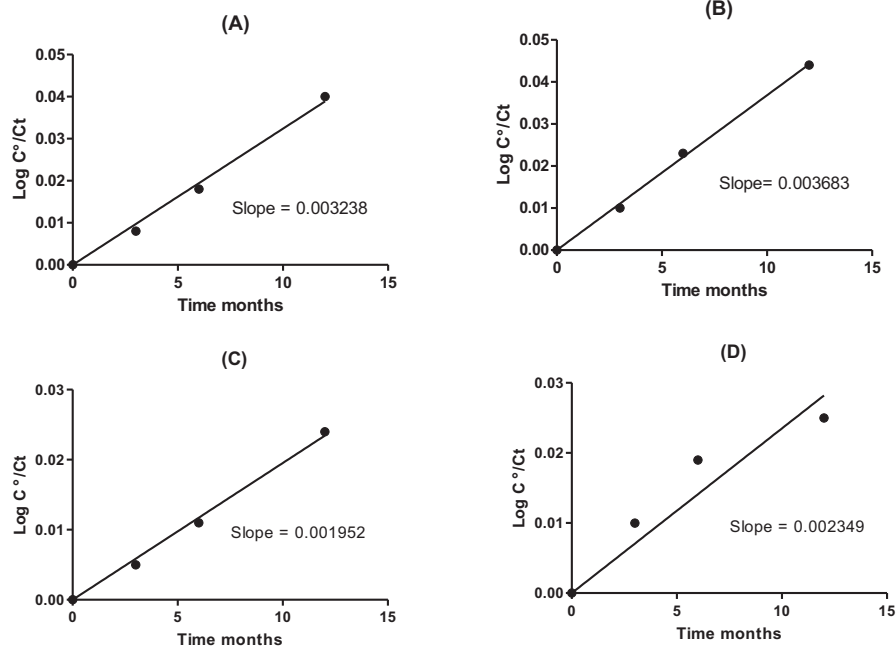 (A)
0.05
0.04
0.03
0.02
0.01
0.00
0
5
10
15
Log C°/Ct
Time months
Slope = 0.003238
(B)
0.05
0.04
0.03
0.02
0.01
0.00
0
5
10
15
Log C°/Ct
Time months
Slope= 0.003683
(C)
0.03
0.02
0.01
0.00
0
5
10
15
Log C°/Ct
Time months
Slope = 0.001952
(D)
0.03
0.02
0.01
0.00
0
5
10
15
Log C°/Ct
Time months
Slope = 0.002349